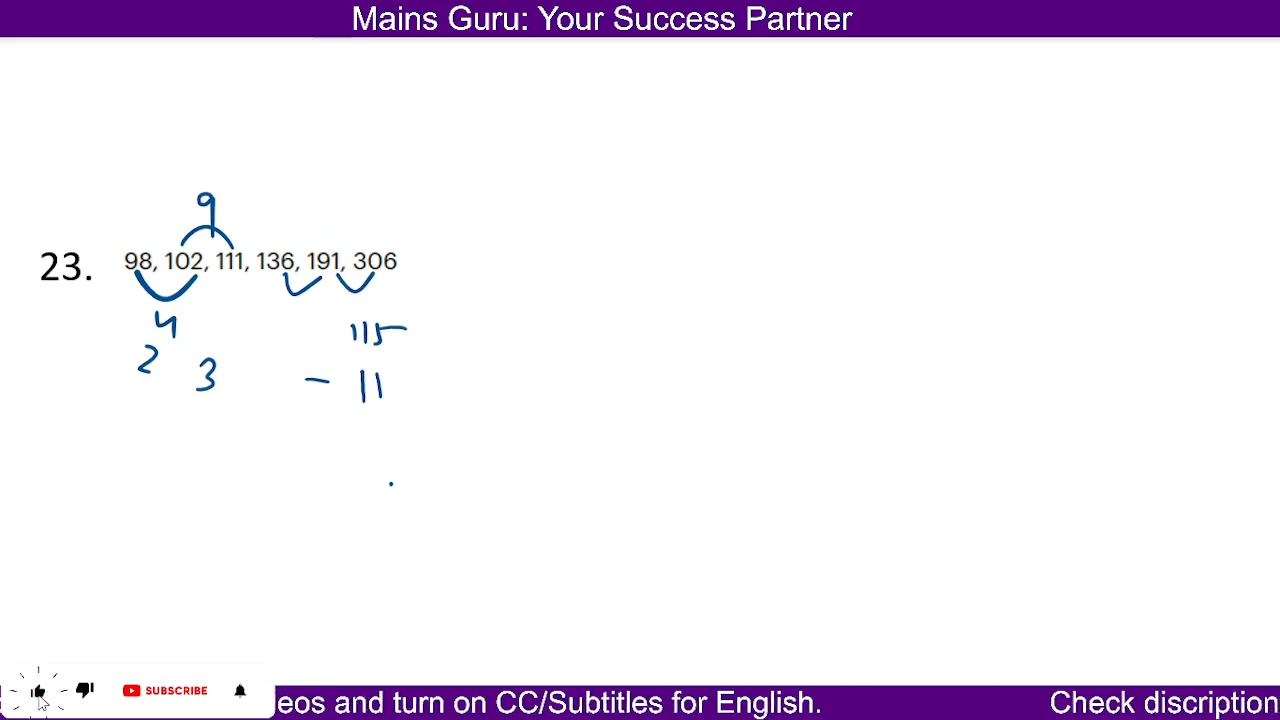 Mains Guru: Your Success Partner
9
23. 98, 102, 111, 136, 191, 306
4 115
2 3 - 11
SUBSCRIBE eos and turn on CC/Subtitles for English. Check discription